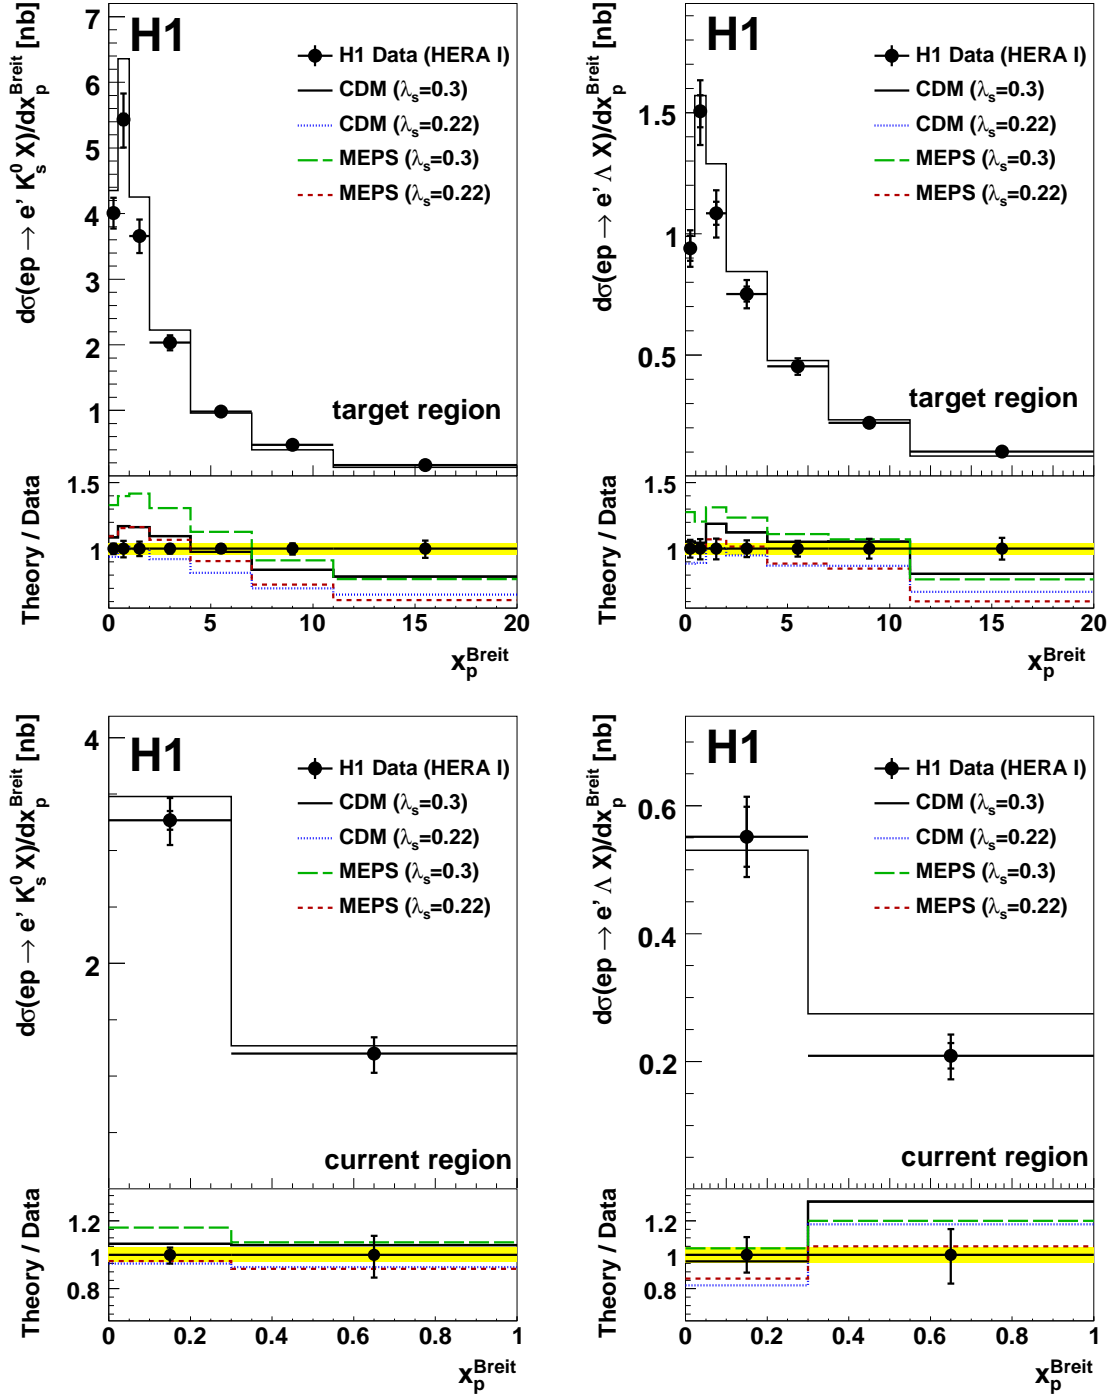 H1
H1 Data (HERA I)
CDM (λs=0.3)
CDM (λs=0.22)
MEPS (λs=0.3)
MEPS (λs=0.22)
dσ(ep → e' K⁰s X)/dxpBreit [nb]
7
6
5
4
3
2
1
target region
Theory / Data
1.5
1
0 5 10 15 20
xpBreit
H1
H1 Data (HERA I)
CDM (λs=0.3)
CDM (λs=0.22)
MEPS (λs=0.3)
MEPS (λs=0.22)
dσ(ep → e' Λ X)/dxpBreit [nb]
1.5
1
0.5
target region
Theory / Data
1.5
1
0 5 10 15 20
xpBreit
H1
H1 Data (HERA I)
CDM (λs=0.3)
CDM (λs=0.22)
MEPS (λs=0.3)
MEPS (λs=0.22)
dσ(ep → e' K⁰s X)/dxpBreit [nb]
4
2
current region
Theory / Data
1.2
1
0.8
0 0.2 0.4 0.6 0.8 1
xpBreit
H1
H1 Data (HERA I)
CDM (λs=0.3)
CDM (λs=0.22)
MEPS (λs=0.3)
MEPS (λs=0.22)
dσ(ep → e' Λ X)/dxpBreit [nb]
0.6
0.4
0.2
current region
Theory / Data
1.2
1
0.8
0 0.2 0.4 0.6 0.8 1
xpBreit